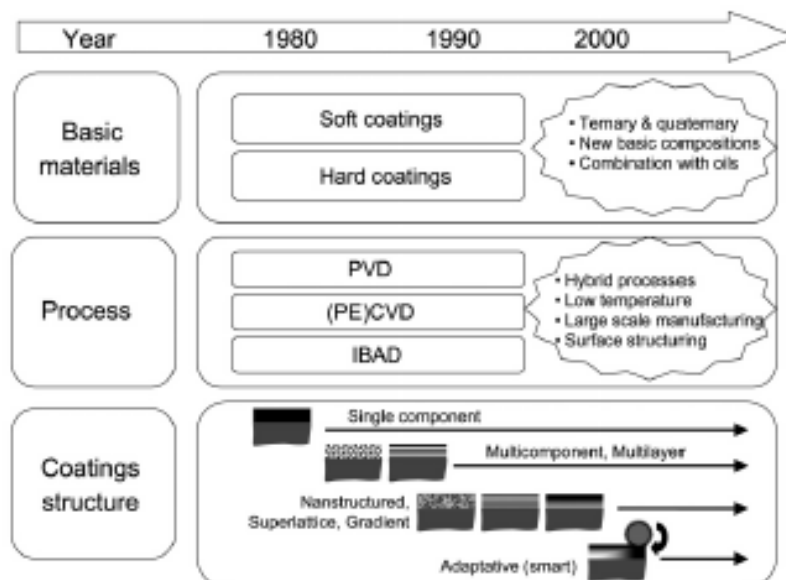 Year 1980 1990 2000
Basic
materials
Soft coatings
Hard coatings
• Ternary & quaternary
• New basic compositions
• Combination with oils
Process
PVD
(PE)CVD
IBAD
• Hybrid processes
• Low temperature
• Large scale manufacturing
• Surface structuring
Coatings
structure
Single component
Multicomponent, Multilayer
Nanstructured,
Superlattice, Gradient
Adaptative (smart)